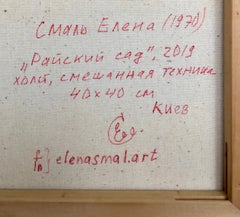 Смаль Елена (1970)
„Райский сад", 2019
холст, смешанная техника
40х40 см
Киев
elenasmal.art